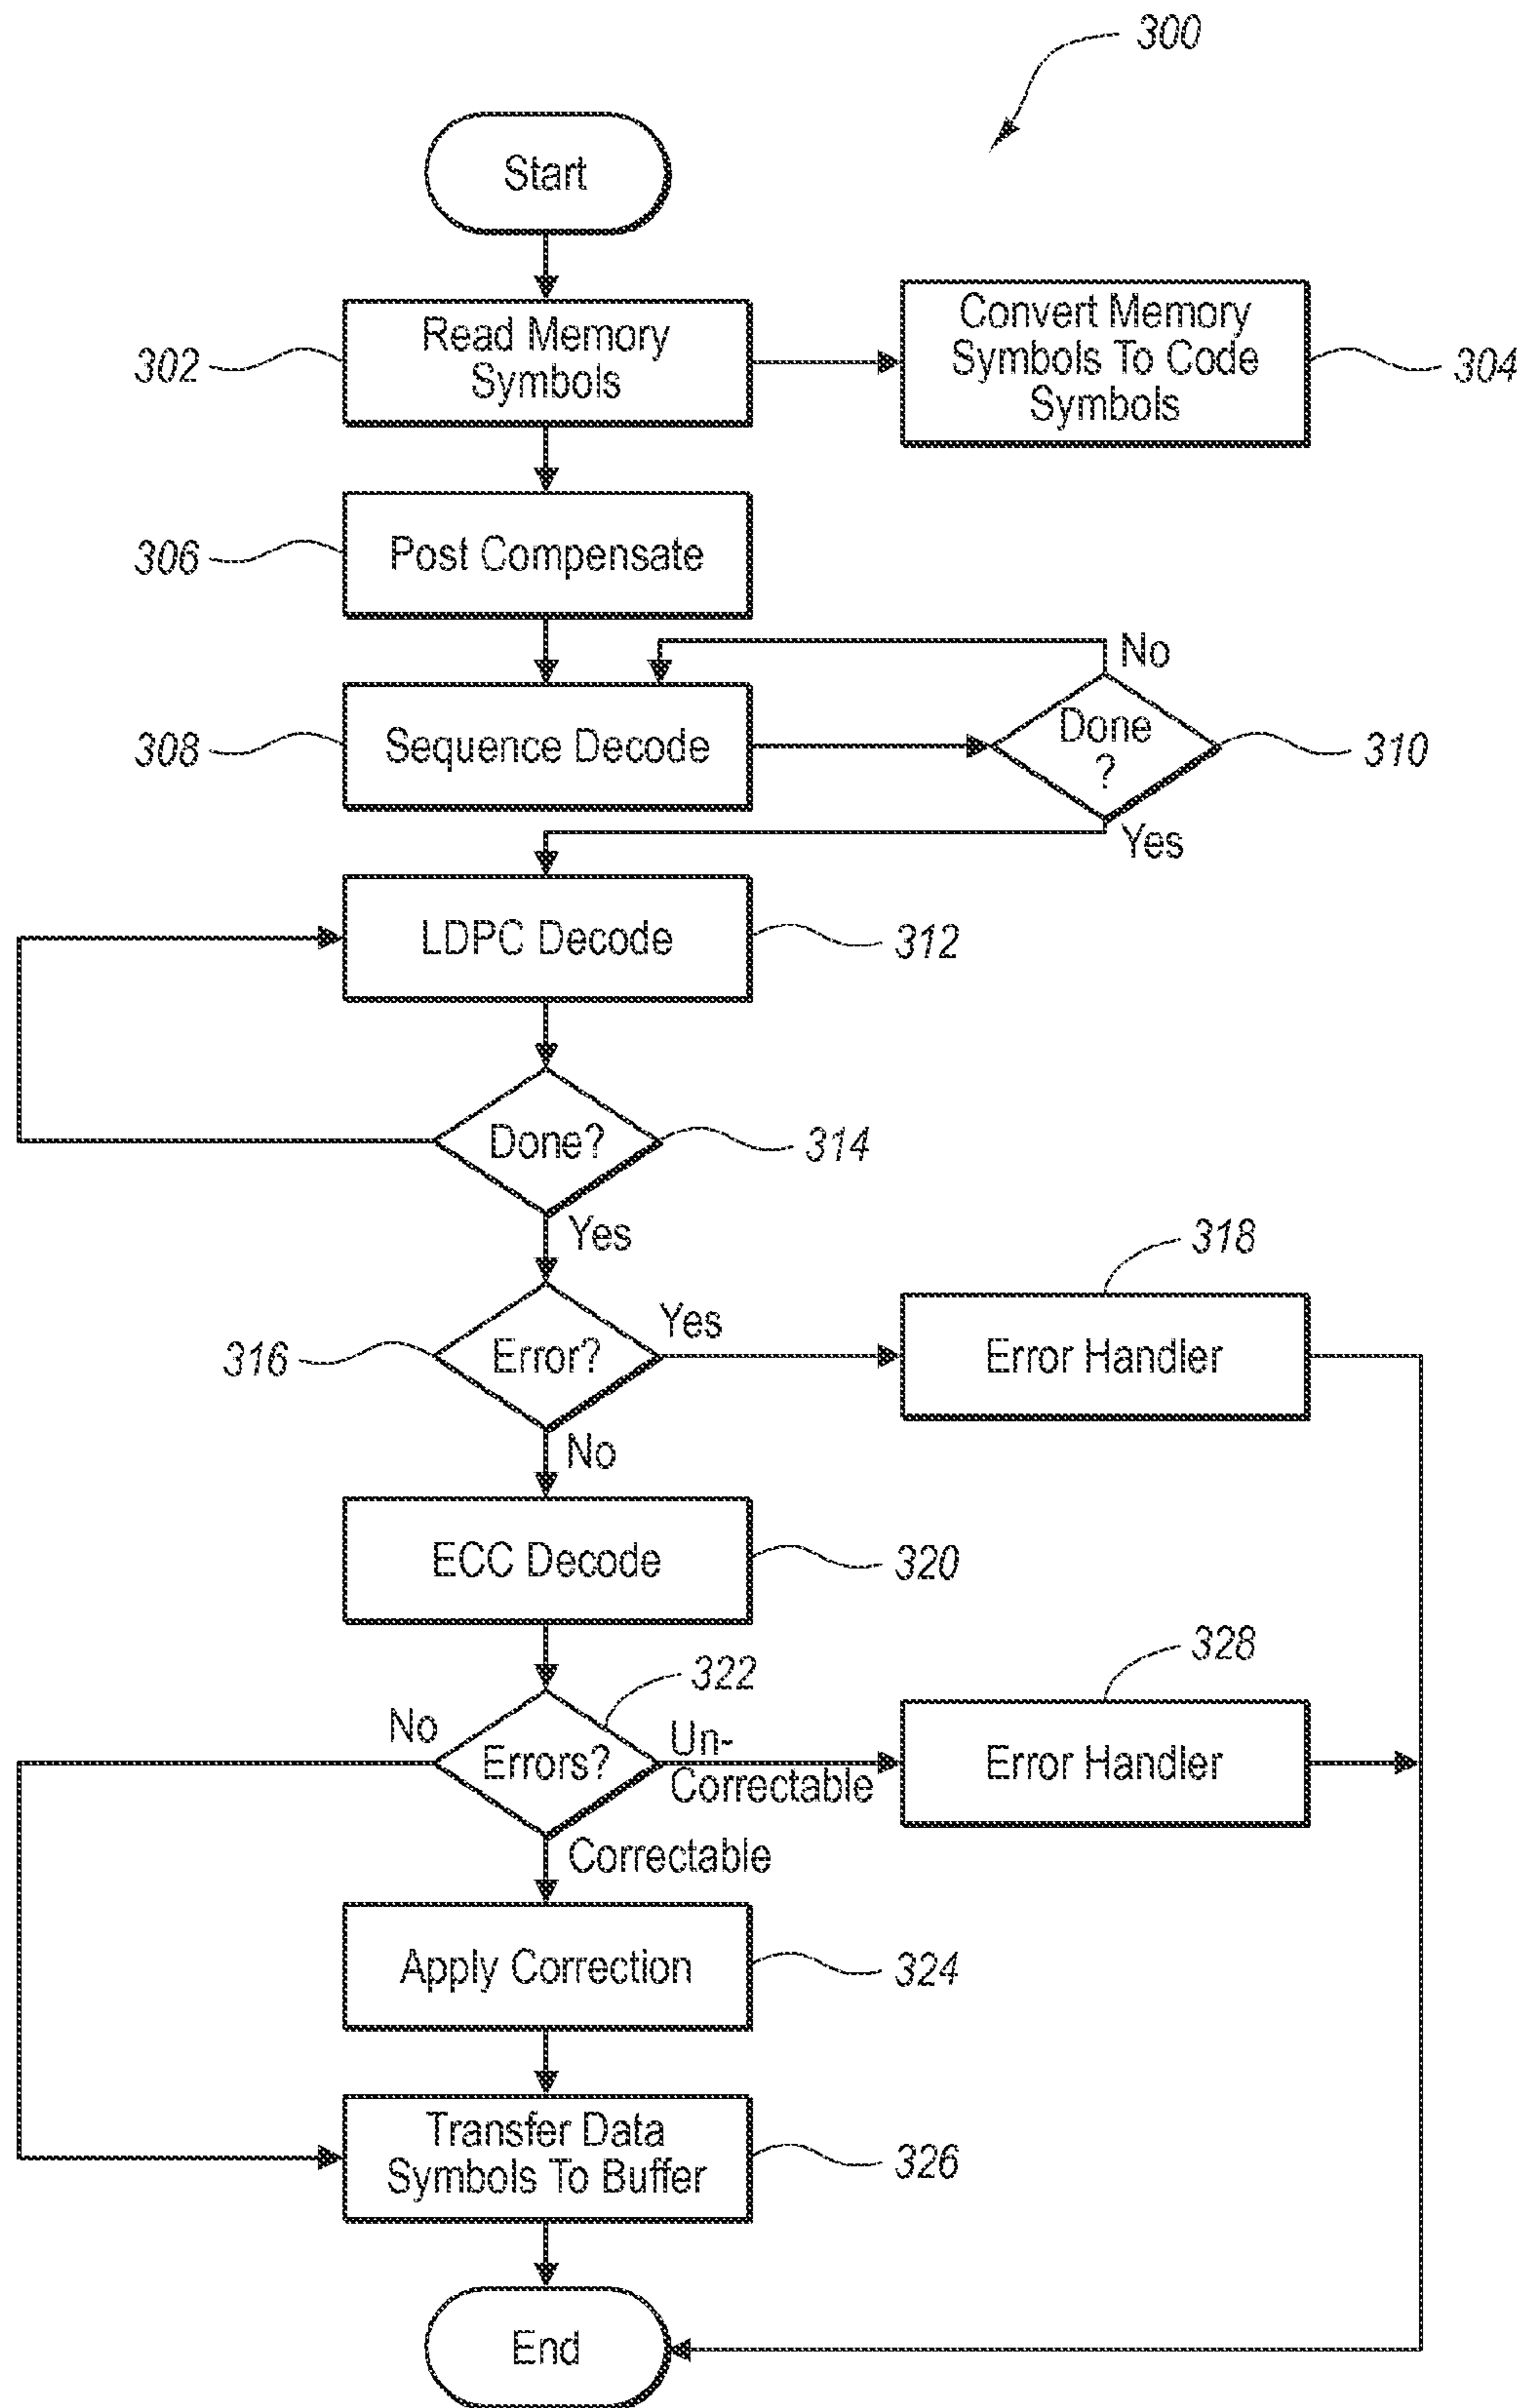 300
Start
Read Memory
Symbols
302
Convert Memory
Symbols To Code
Symbols
304
Post Compensate
306
No
Sequence Decode
308
Done
?
310
Yes
LDPC Decode
312
Done?
314
Yes
318
316
Error?
Yes
Error Handler
No
ECC Decode
320
328
322
No
Errors?
Un-
Correctable
Error Handler
Correctable
Apply Correction
324
Transfer Data
Symbols To Buffer
326
End